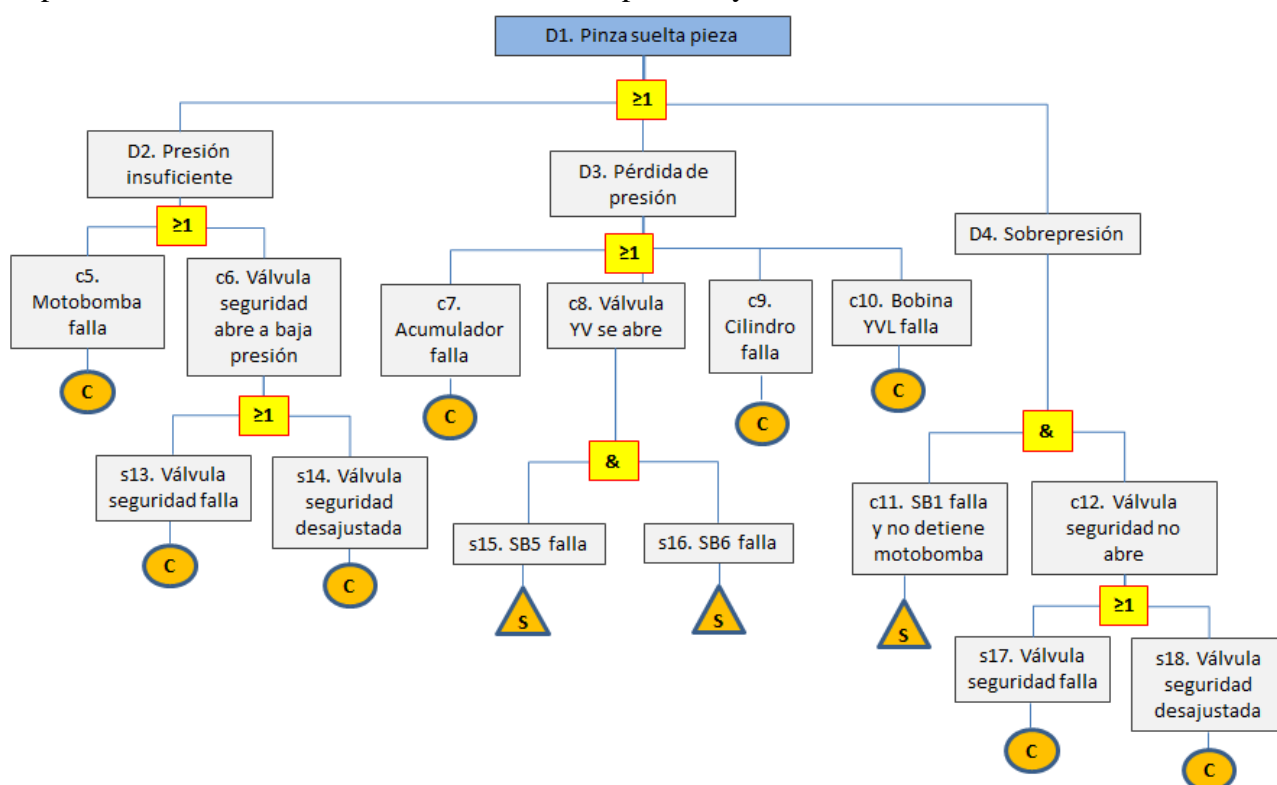 D1. Pinza suelta pieza
≥1
D2. Presión
insuficiente
≥1
c5.
Motobomba
falla
C
c6. Válvula
seguridad
abre a baja
presión
≥1
s13. Válvula
seguridad falla
C
s14. Válvula
seguridad
desajustada
C
D3. Pérdida de
presión
≥1
c7.
Acumulador
falla
C
c8. Válvula
YV se abre
&
s15. SB5 falla
S
s16. SB6 falla
S
c9.
Cilindro
falla
C
c10. Bobina
YVL falla
C
D4. Sobrepresión
&
c11. SB1 falla
y no detiene
motobomba
S
c12. Válvula
seguridad no
abre
≥1
s17. Válvula
seguridad falla
C
s18. Válvula
seguridad
desajustada
C